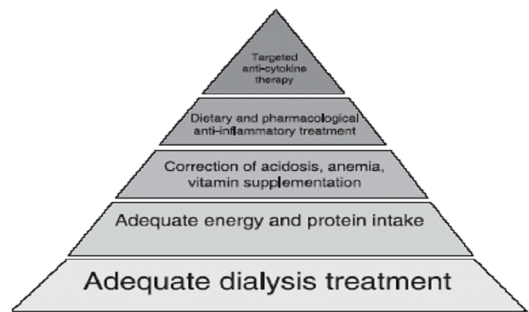 Targeted
anti-cytokine
therapy
Dietary and pharmacological
anti-inflammatory treatment
Correction of acidosis, anemia,
vitamin supplementation
Adequate energy and protein intake
Adequate dialysis treatment